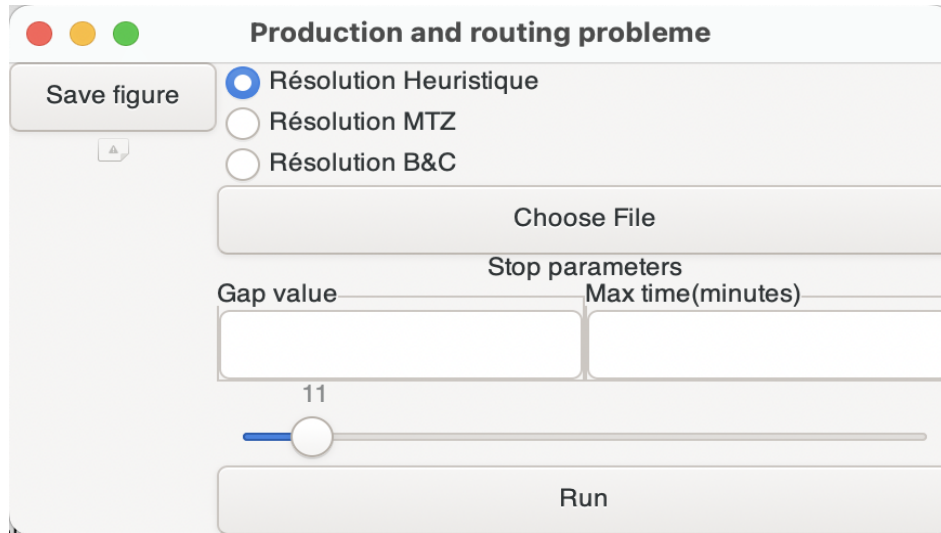 Production and routing probleme
Save figure
Résolution Heuristique
Résolution MTZ
Résolution B&C
Choose File
Stop parameters
Gap value
Max time(minutes)
11
Run